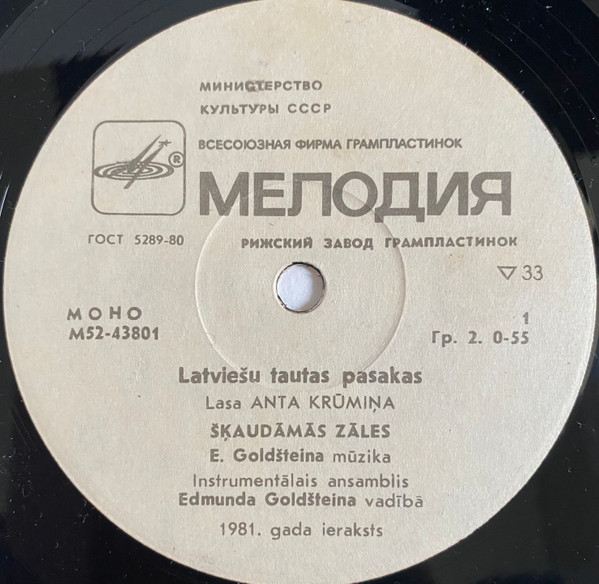 МИНИСТЕРСТВО
КУЛЬТУРЫ СССР
ВСЕСОЮЗНАЯ ФИРМА ГРАМПЛАСТИНОК
®
МЕЛОДИЯ
ГОСТ 5289-80
РИЖСКИЙ ЗАВОД ГРАМПЛАСТИНОК
▽ 33
МОНО
М52-43801
1
Гр. 2. 0-55
Latviešu tautas pasakas
Lasa ANTA KRŪMIŅA
ŠĶAUDĀMĀS ZĀLES
E. Goldšteina mūzika
Instrumentālais ansamblis
Edmunda Goldšteina vadībā
1981. gada ieraksts